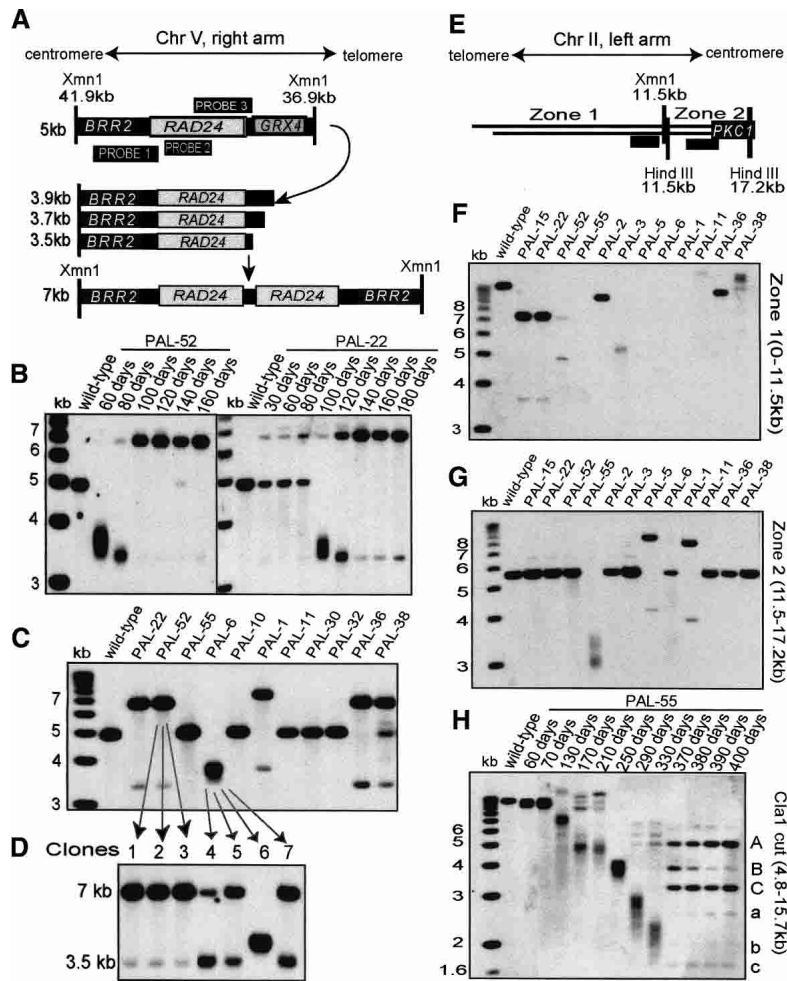 A
Chr V, right arm
centromere
telomere
Xmn1
41.9kb
Xmn1
36.9kb
PROBE 3
5kb
BRR2
RAD24
GRX4
PROBE 1
PROBE 2
3.9kb
BRR2
RAD24
3.7kb
BRR2
RAD24
3.5kb
BRR2
RAD24
Xmn1
Xmn1
7kb
BRR2
RAD24
RAD24
BRR2
B
PAL-52
PAL-22
kb
wild-type
60 days
80 days
100 days
120 days
140 days
160 days
kb
wild-type
30 days
60 days
80 days
100 days
120 days
140 days
160 days
180 days
7
6
5
4
3
7
6
5
4
3
C
kb
wild-type
PAL-22
PAL-52
PAL-55
PAL-6
PAL-10
PAL-1
PAL-11
PAL-30
PAL-32
PAL-36
PAL-38
7
5
4
3
D
Clones
1 2 3 4 5 6 7
7 kb
3.5 kb
E
Chr II, left arm
telomere
centromere
Xmn1
11.5kb
Zone 1
Zone 2
PKC1
Hind III
11.5kb
Hind III
17.2kb
F
kb
wild-type
PAL-15
PAL-22
PAL-52
PAL-55
PAL-2
PAL-3
PAL-5
PAL-6
PAL-1
PAL-11
PAL-36
PAL-38
8
7
6
5
4
3
Zone 1(0-11.5kb)
G
kb
wild-type
PAL-15
PAL-22
PAL-52
PAL-55
PAL-2
PAL-3
PAL-5
PAL-6
PAL-1
PAL-11
PAL-36
PAL-38
8
7
6
5
4
3
Zone 2 (11.5-17.2kb)
H
PAL-55
kb
wild-type
60 days
70 days
130 days
170 days
210 days
250 days
290 days
330 days
370 days
380 days
390 days
400 days
6
5
4
3
2
1.6
A
B
C
a
b
c
Cla1 cut (4.8-15.7kb)